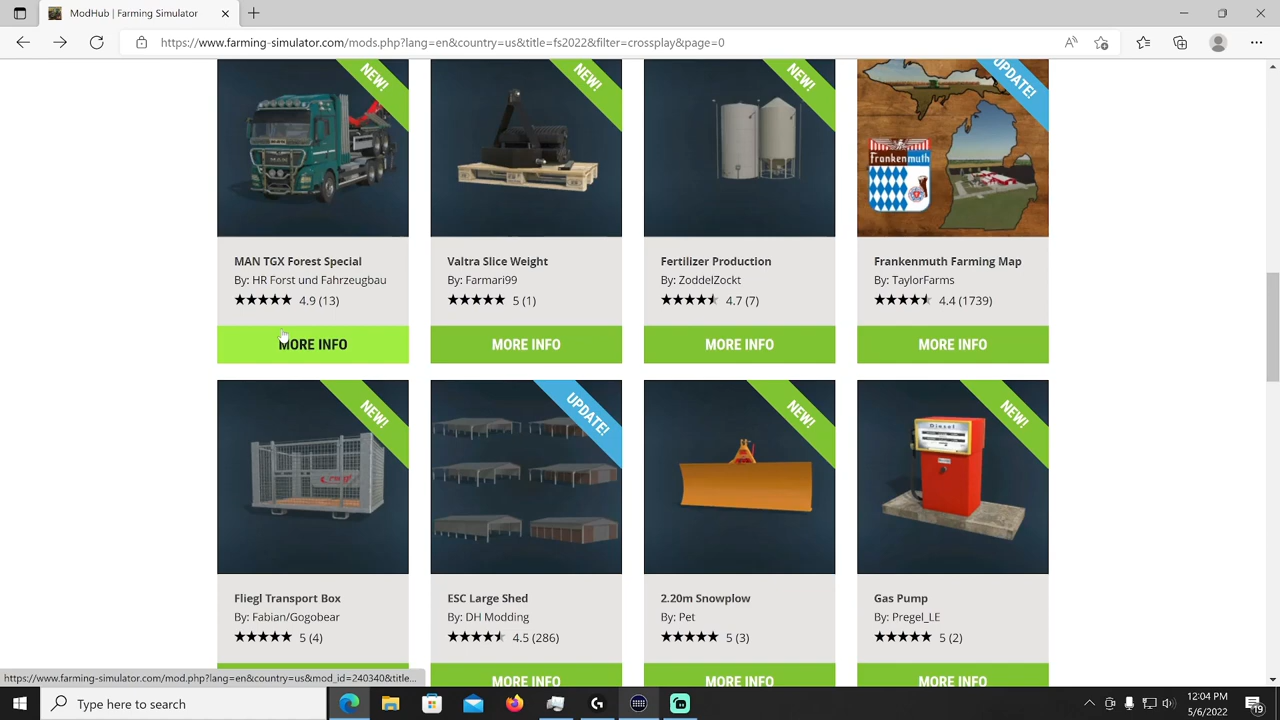 ModHub | Farming Simulator
https://www.farming-simulator.com/mods.php?lang=en&country=us&title=fs2022&filter=crossplay&page=0
NEW!
NEW!
NEW!
UPDATE!
MAN
Frankenmuth
MAN TGX Forest Special
By: HR Forst und Fahrzeugbau
4.9 (13)
MORE INFO
Valtra Slice Weight
By: Farmari99
5 (1)
MORE INFO
Fertilizer Production
By: ZoddelZockt
4.7 (7)
MORE INFO
Frankenmuth Farming Map
By: TaylorFarms
4.4 (1739)
MORE INFO
NEW!
UPDATE!
NEW!
NEW!
Diesel
Fliegl Transport Box
By: Fabian/Gogobear
5 (4)
ESC Large Shed
By: DH Modding
4.5 (286)
MORE INFO
2.20m Snowplow
By: Pet
5 (3)
MORE INFO
Gas Pump
By: Pregel_LE
5 (2)
MORE INFO
https://www.farming-simulator.com/mod.php?lang=en&country=us&mod_id=240340&title...
Type here to search
12:04 PM
5/6/2022
19